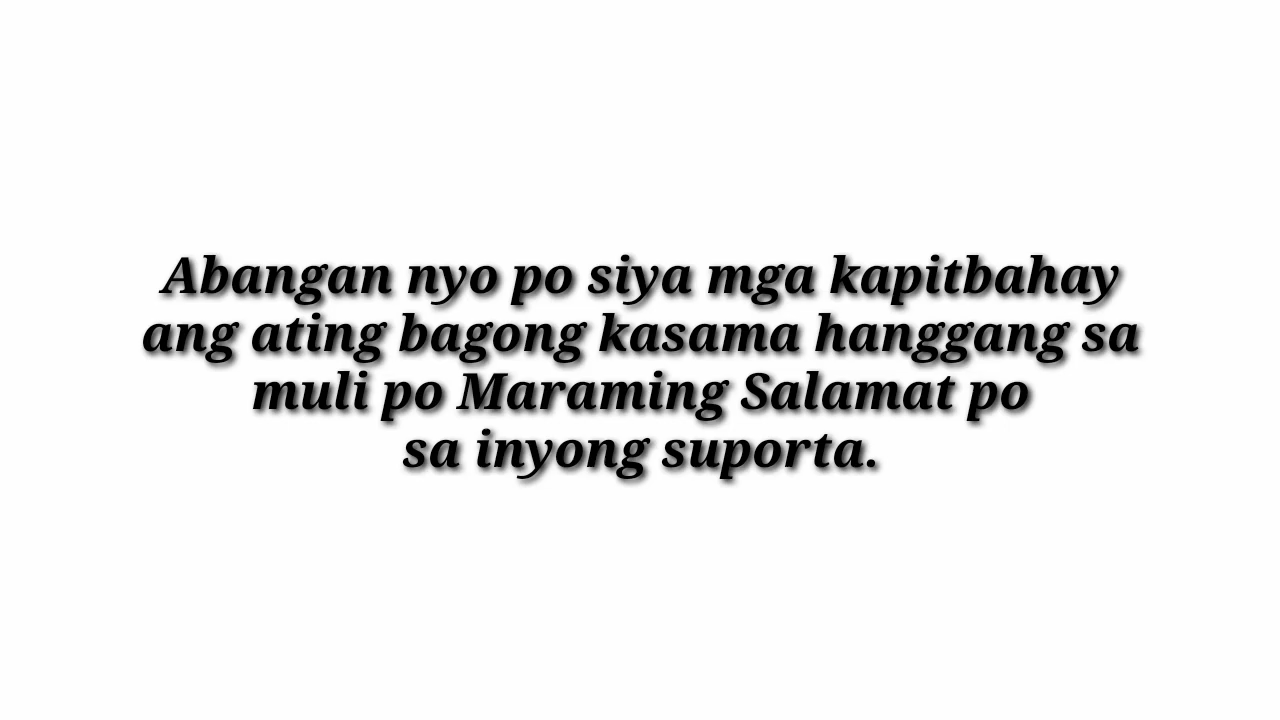 Abangan nyo po siya mga kapitbahay
ang ating bagong kasama hanggang sa
muli po Maraming Salamat po
sa inyong suporta.